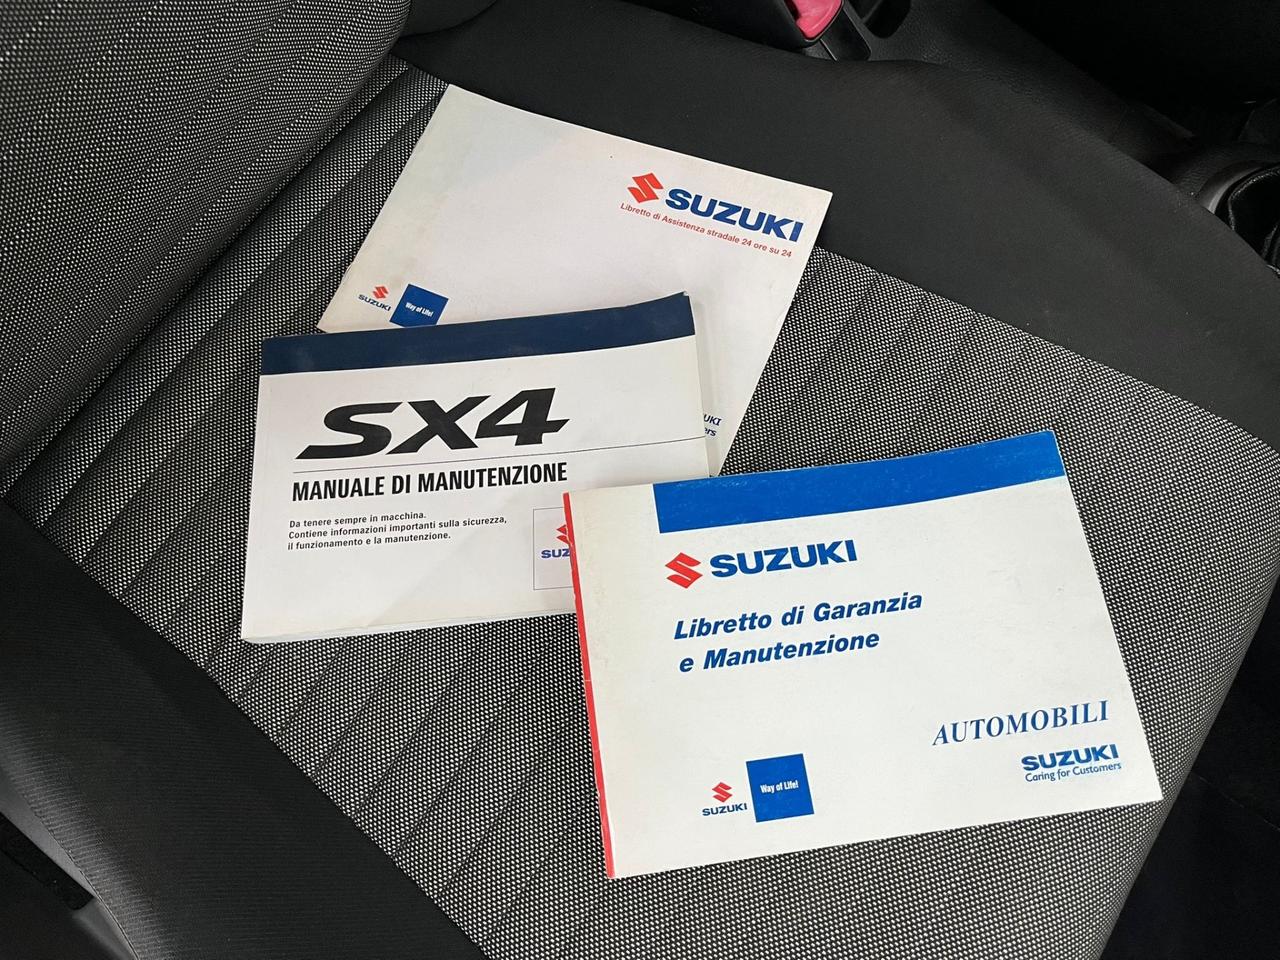 SUZUKI
Libretto di Assistenza stradale 24 ore su 24
SUZUKI
Way of Life!
SX4
MANUALE DI MANUTENZIONE
Da tenere sempre in macchina.
Contiene informazioni importanti sulla sicurezza,
il funzionamento e la manutenzione.
SUZUKI
Libretto di Garanzia
e Manutenzione
AUTOMOBILI
SUZUKI
Caring for Customers
SUZUKI
Way of Life!